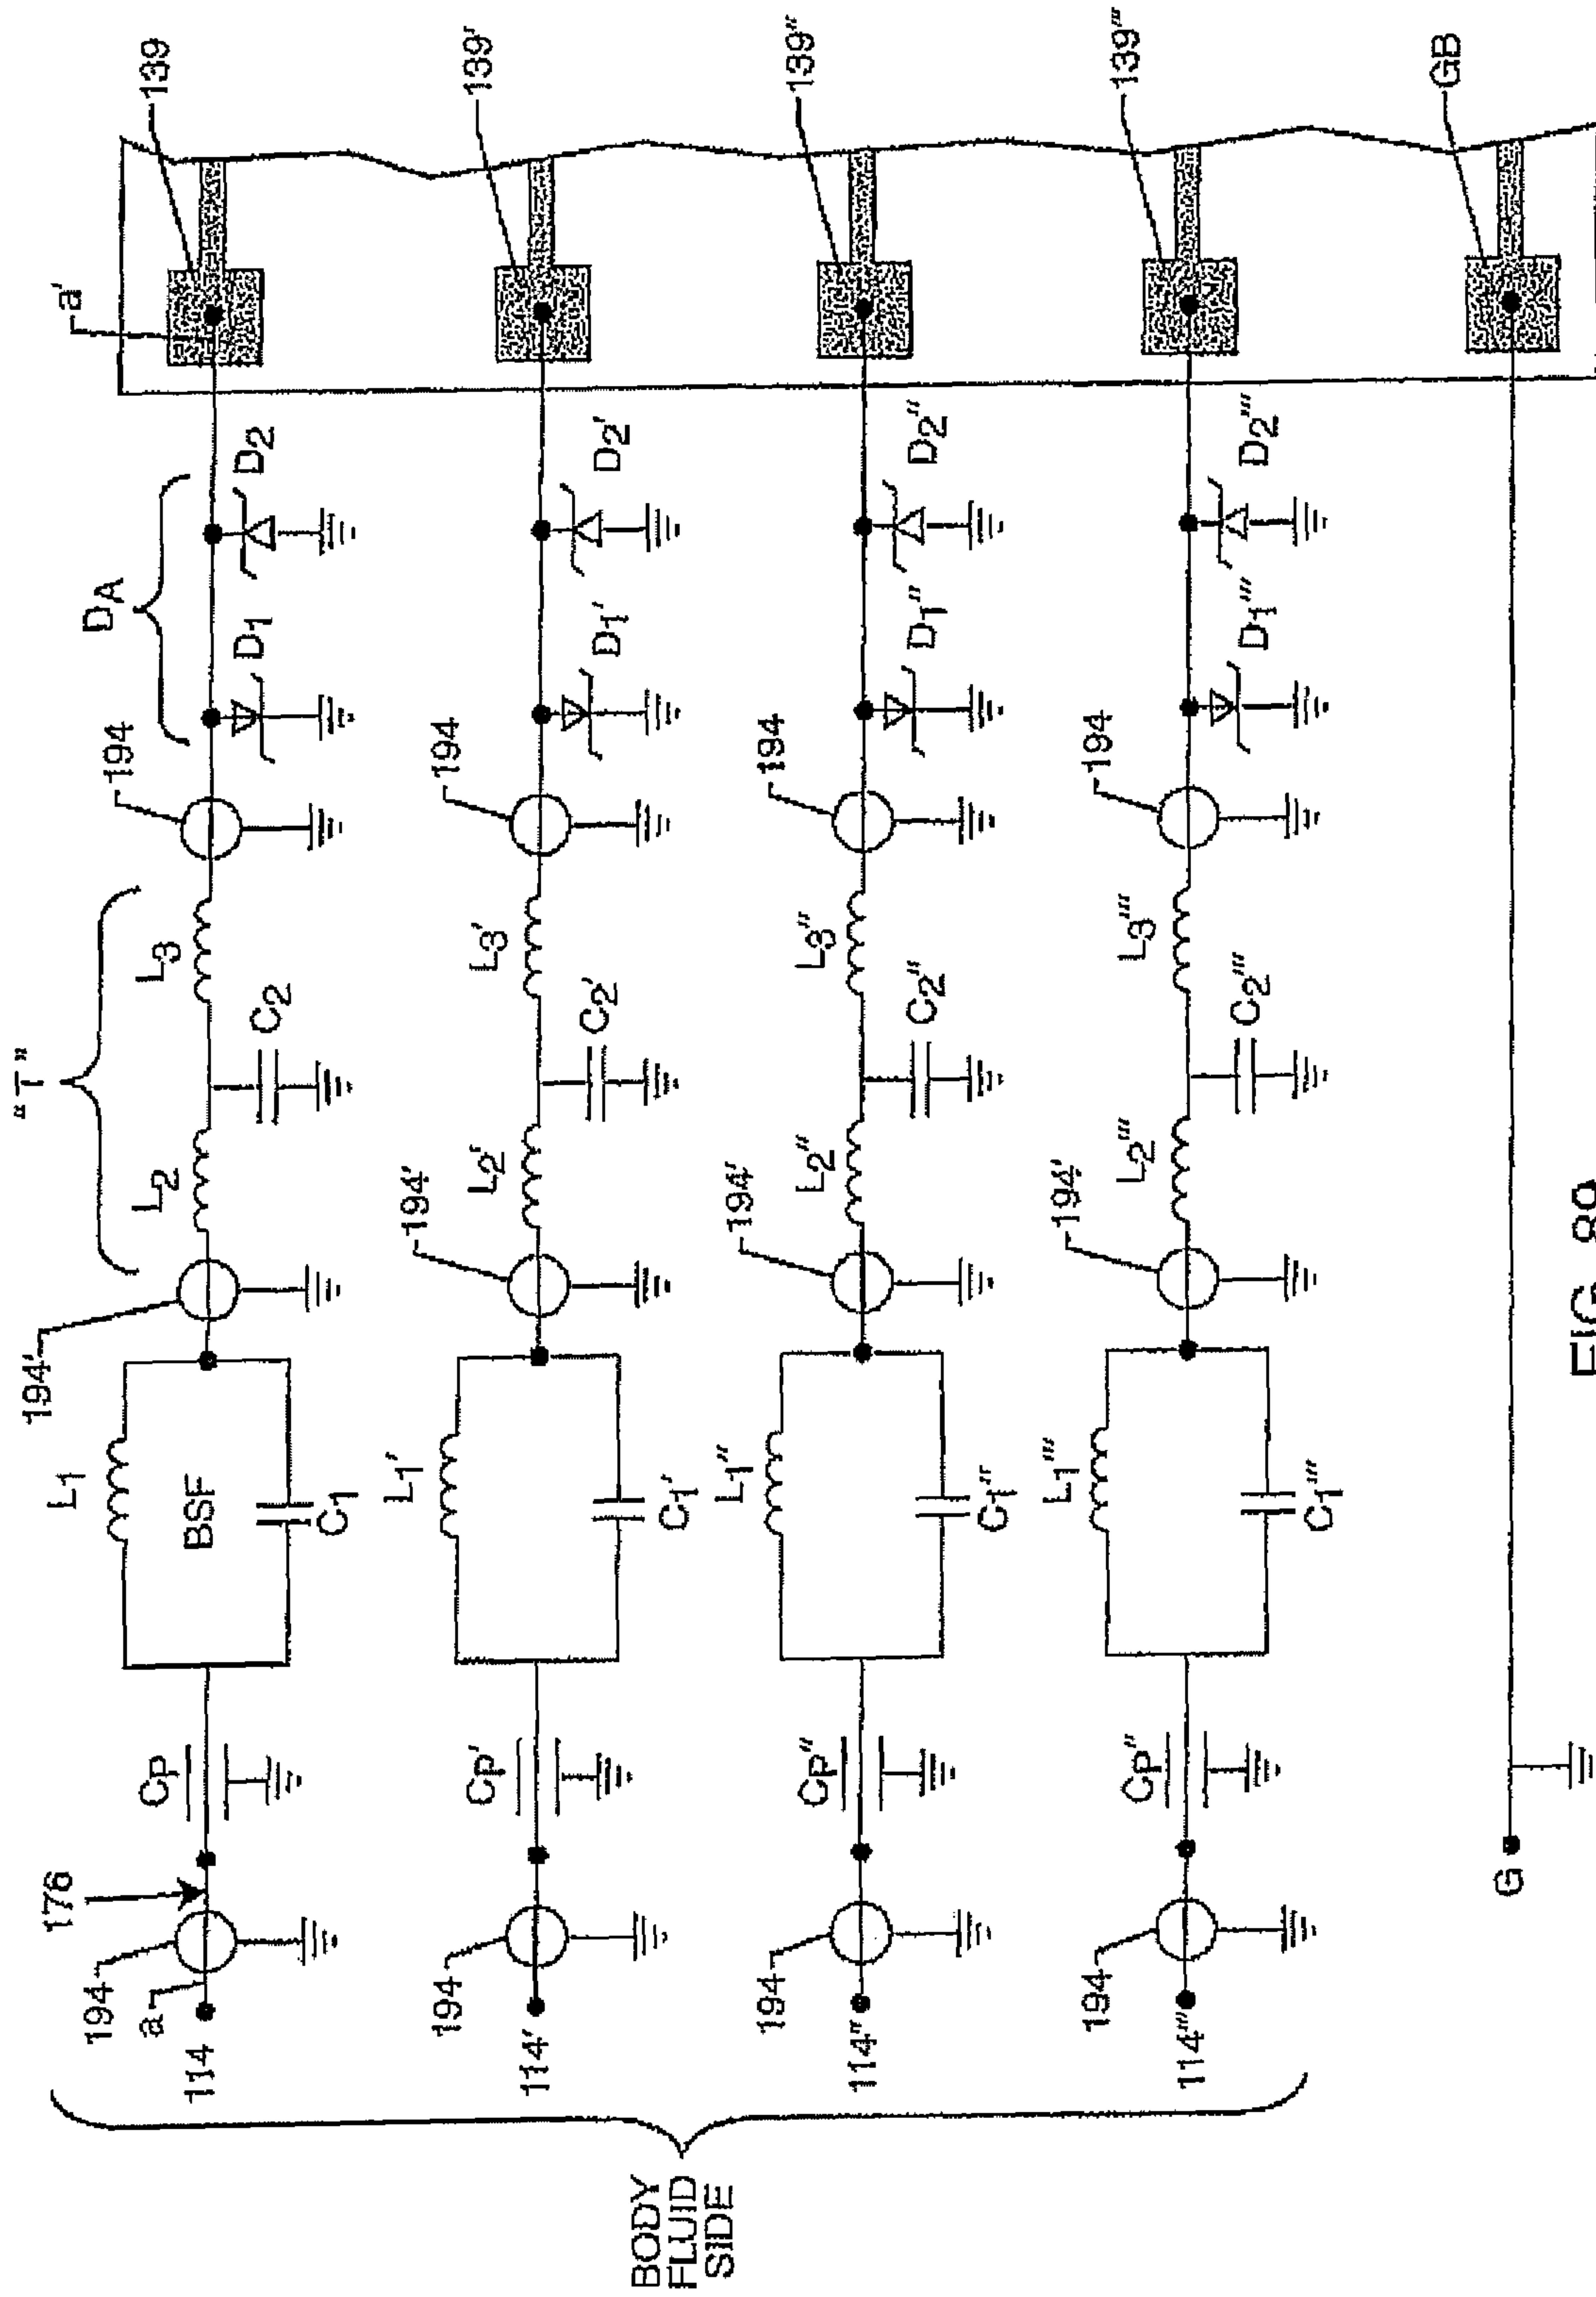 "T"
DA
a'
139
194'
L1
BSF
C1
L2
L3
C2
194
D1
D2
176
Cp
194
a
114
139'
194'
L1'
C1'
L2'
L3'
C2'
194
D1'
D2'
Cp'
194
114'
139"
194'
L1"
C1"
L2"
L3"
C2"
194
D1"
D2"
Cp"
194
114"
139'''
194'
L1'''
C1'''
L2'''
L3'''
C2'''
194
D1'''
D2'''
Cp'''
194
114'''
BODY
FLUID
SIDE
G
GB
FIG. 89